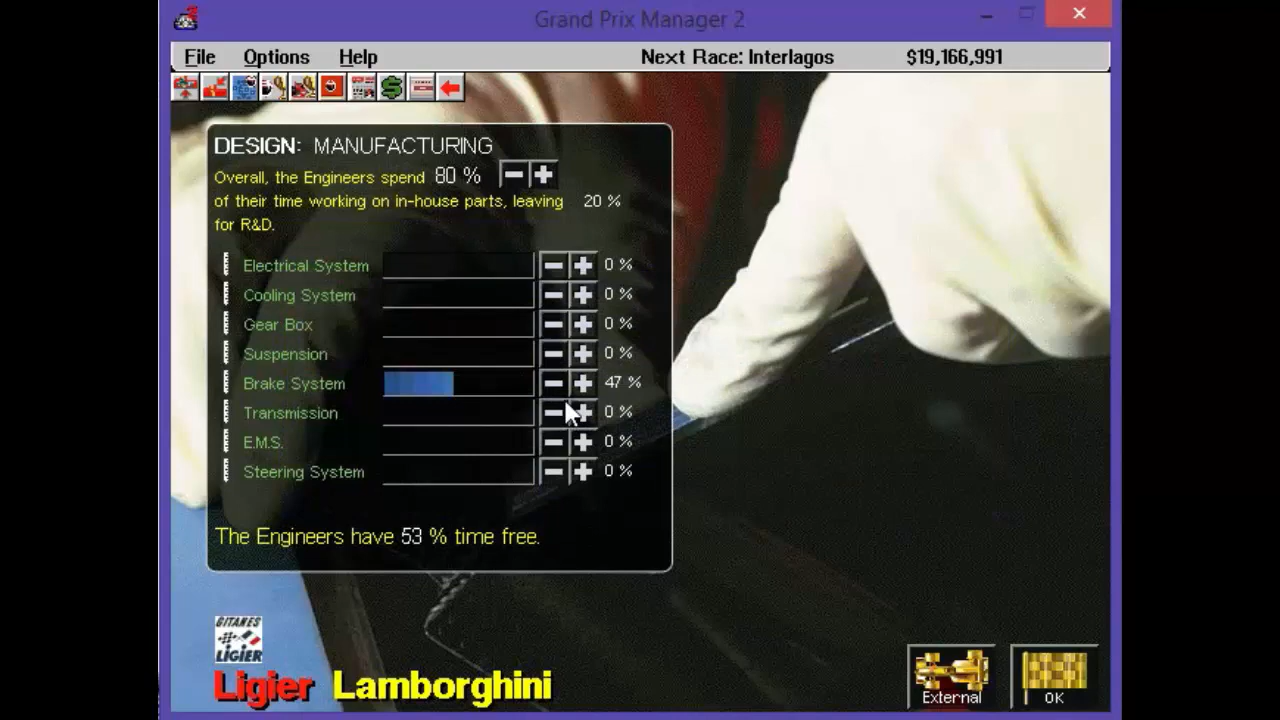 Grand Prix Manager 2
File Options Help Next Race: Interlagos $19,166,991
DESIGN: MANUFACTURING
Overall, the Engineers spend 80 %
of their time working on in-house parts, leaving 20 %
for R&D.
Electrical System 0 %
Cooling System 0 %
Gear Box 0 %
Suspension 0 %
Brake System 47 %
Transmission 0 %
E.M.S. 0 %
Steering System 0 %
The Engineers have 53 % time free.
GITANES
LIGIER
Ligier Lamborghini
External
OK